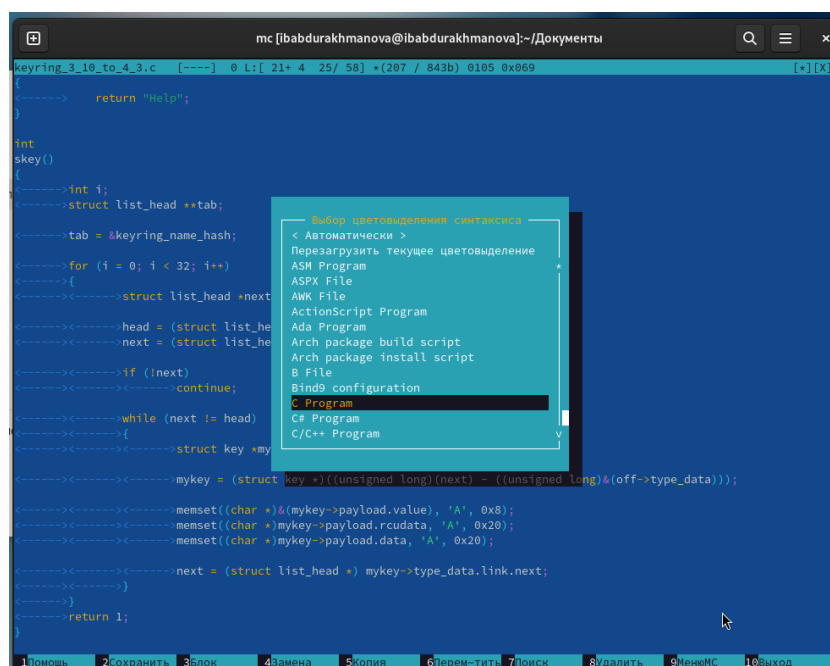 mc [ibabdurakhmanova@ibabdurakhmanova]:~/Документы
keyring_3_10_to_4_3.c [----] 0 L:[ 21+ 4 25/ 58] *(207 / 843b) 0105 0x069 [*][X]
{
<------> return "Help";
}
int
skey()
{
<------>int i;
<------>struct list_head **tab;
<------>tab = &keyring_name_hash;
<------>for (i = 0; i < 32; i++)
<------>{
<------><------>struct list_head *next
<------><------>head = (struct list_he
<------><------>next = (struct list_he
<------><------>if (!next)
<------><------><------>continue;
<------><------>while (next != head)
<------><------>{
<------><------><------>struct key *my
<------><------><------>mykey = (struct key *)((unsigned long)(next) - ((unsigned long)&(off->type_data)));
<------><------><------>memset((char *)&(mykey->payload.value), 'A', 0x8);
<------><------><------>memset((char *)mykey->payload.rcudata, 'A', 0x20);
<------><------><------>memset((char *)mykey->payload.data, 'A', 0x20);
<------><------><------>next = (struct list_head *) mykey->type_data.link.next;
<------><------>}
<------>}
<------>return 1;
}
Выбор цветовыделения синтаксиса
< Автоматически >
Перезагрузить текущее цветовыделение
ASM Program
ASPX File
AWK File
ActionScript Program
Ada Program
Arch package build script
Arch package install script
B File
Bind9 configuration
C Program
C# Program
C/C++ Program
1Помощь 2Сохранить 3Блок 4Замена 5Копия 6Перем~тить 7Поиск 8Удалить 9МенюMC 10Выход